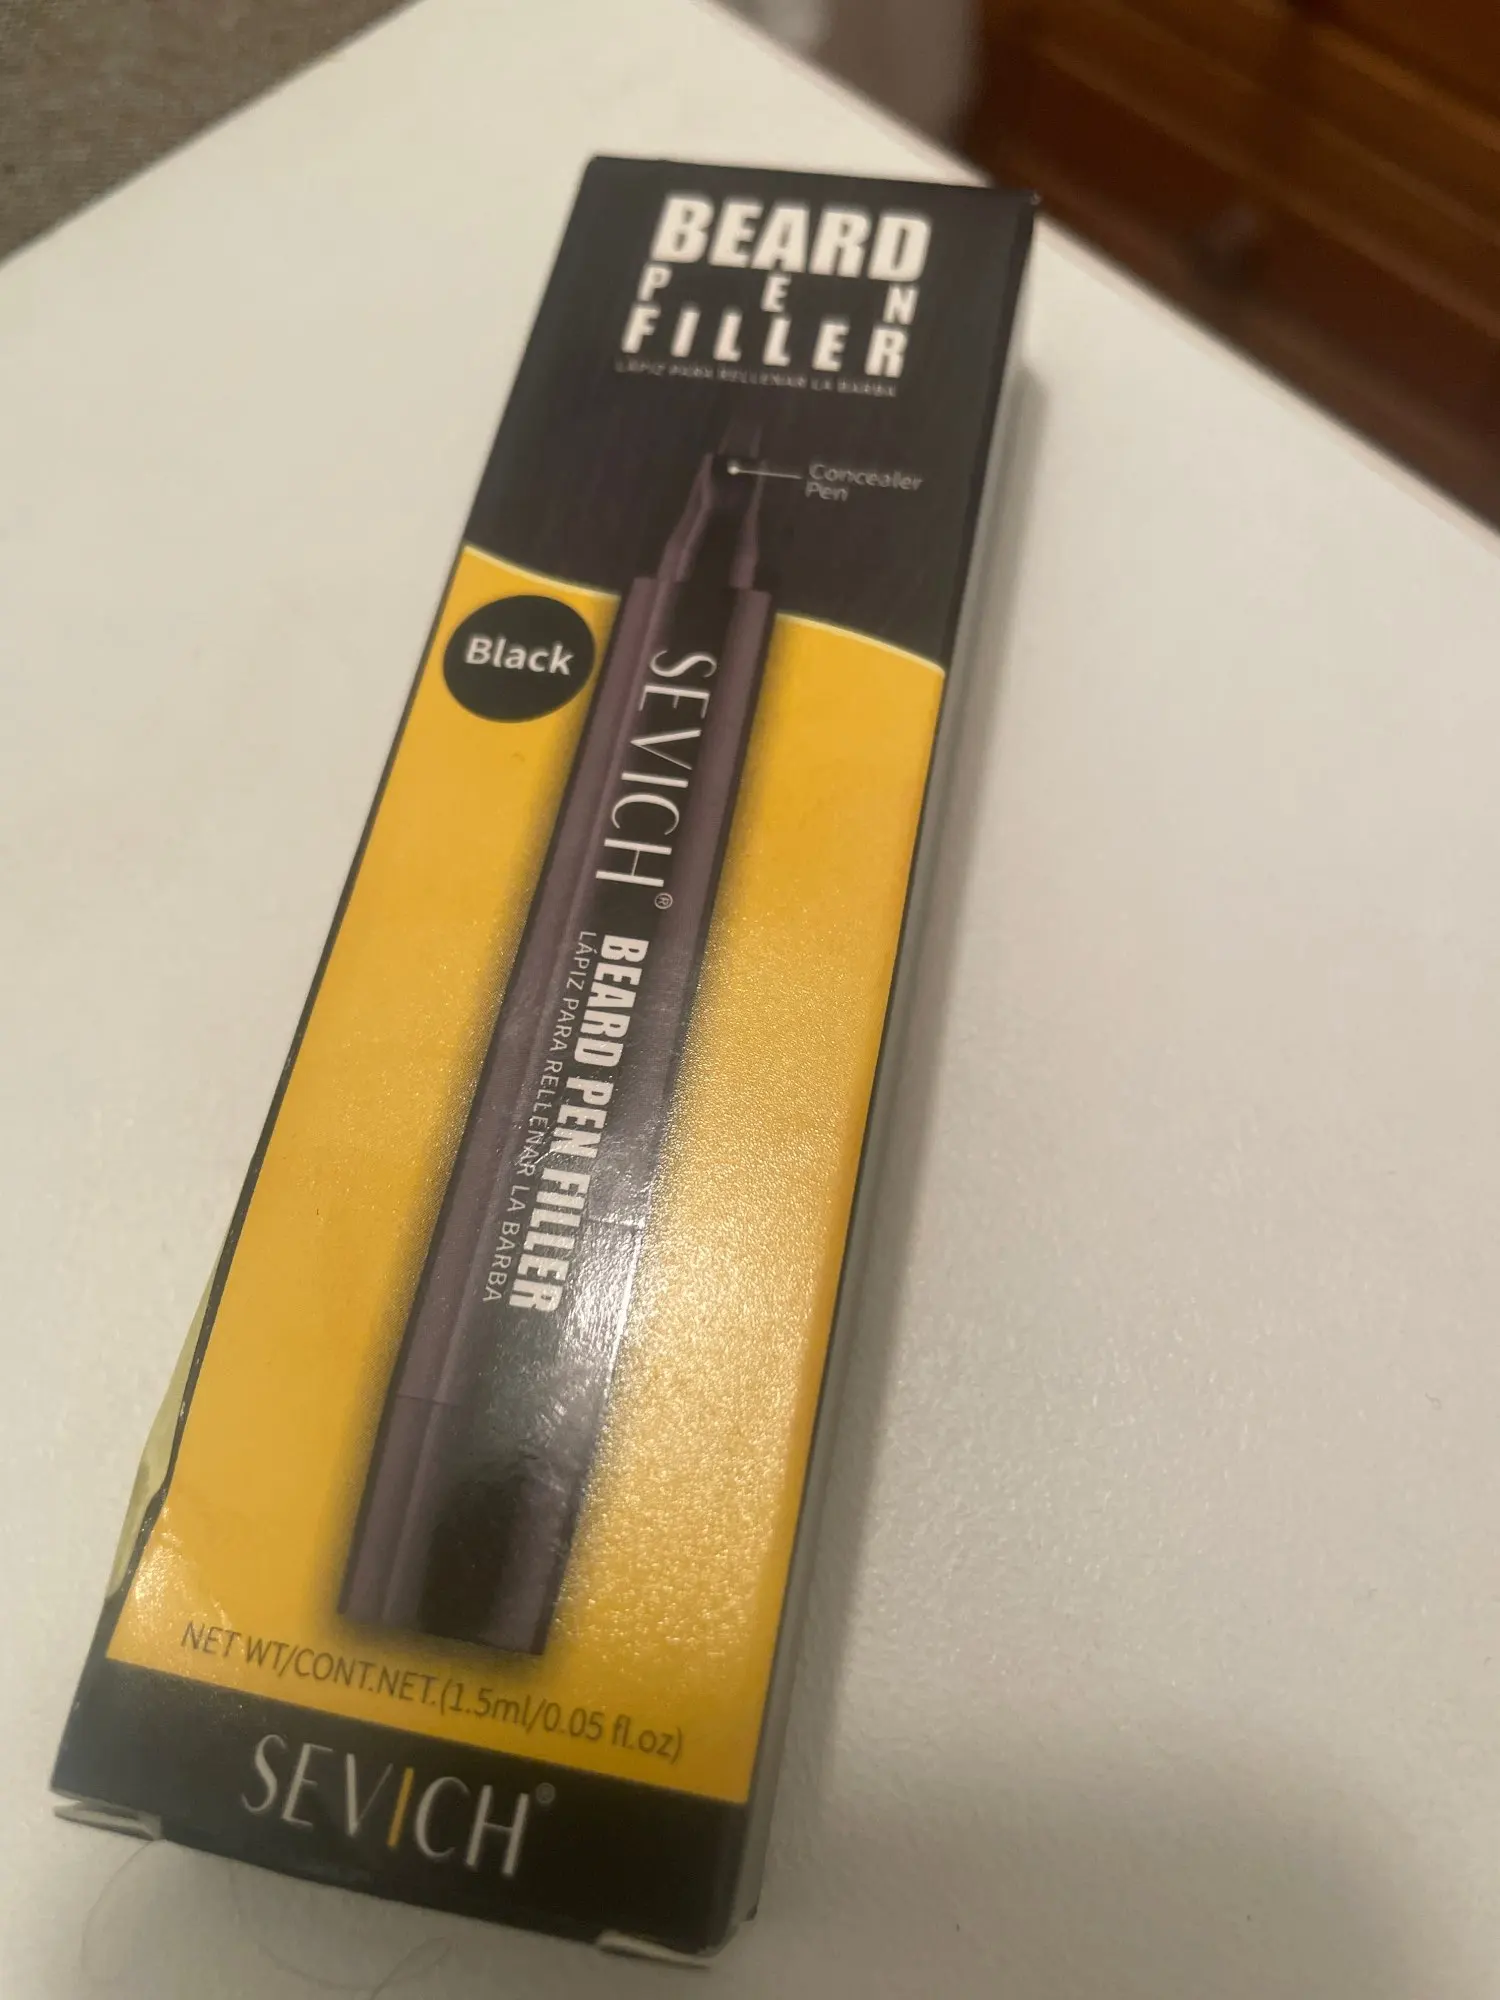 BEARD
PEN
FILLER
LÁPIZ PARA RELLENAR LA BARBA
Concealer
Pen
Black
SEVICH®
BEARD PEN FILLER
LÁPIZ PARA RELLENAR LA BARBA
NET WT/CONT.NET.(1.5ml/0.05 fl.oz)
SEVICH®